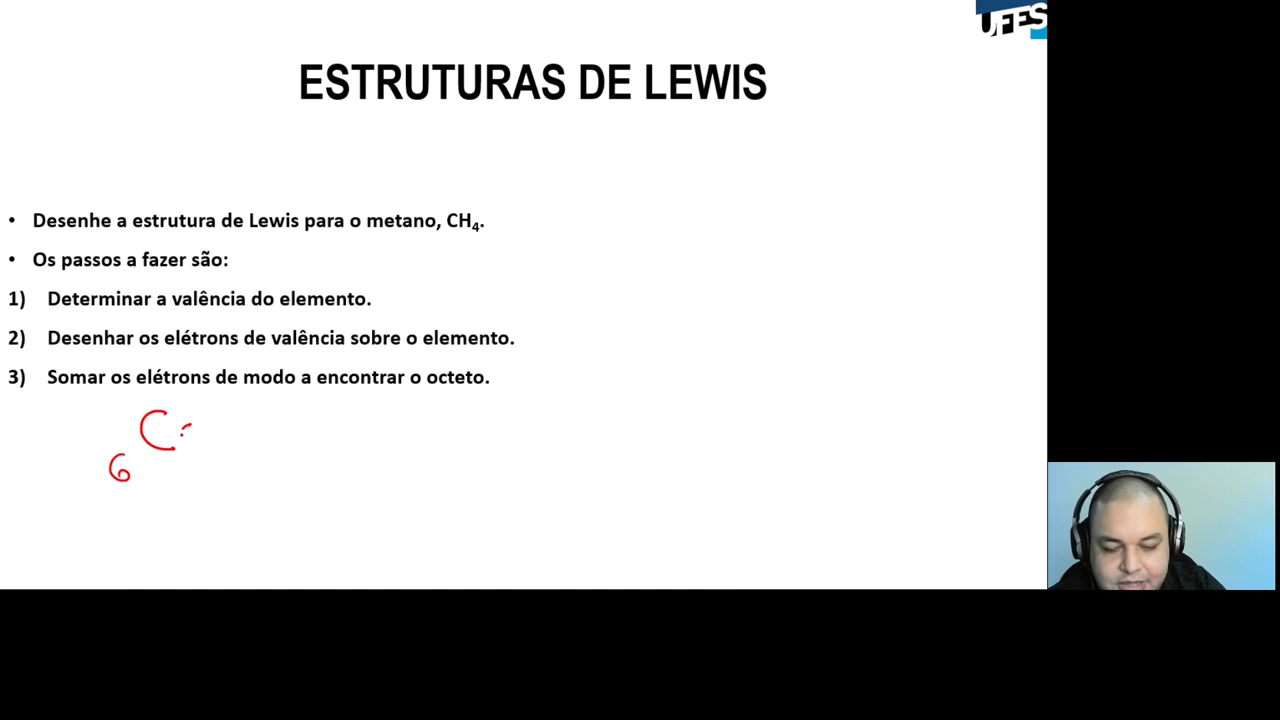 UFES
ESTRUTURAS DE LEWIS
• Desenhe a estrutura de Lewis para o metano, CH₄.
• Os passos a fazer são:
1) Determinar a valência do elemento.
2) Desenhar os elétrons de valência sobre o elemento.
3) Somar os elétrons de modo a encontrar o octeto.
C:
6